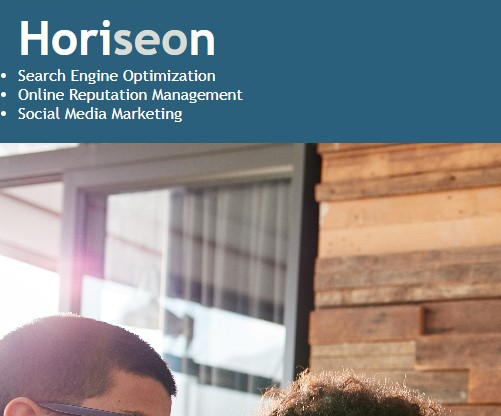 Horiseon
• Search Engine Optimization
• Online Reputation Management
• Social Media Marketing